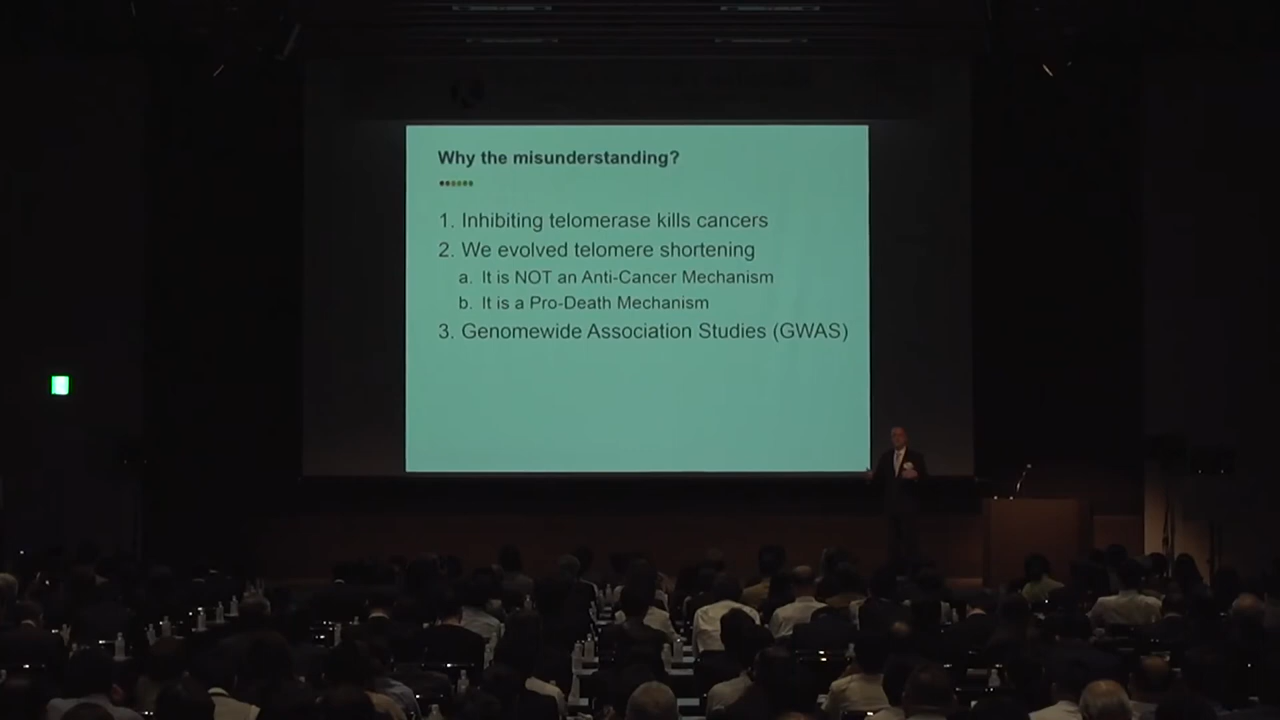 Why the misunderstanding?
1. Inhibiting telomerase kills cancers
2. We evolved telomere shortening
a. It is NOT an Anti-Cancer Mechanism
b. It is a Pro-Death Mechanism
3. Genomewide Association Studies (GWAS)